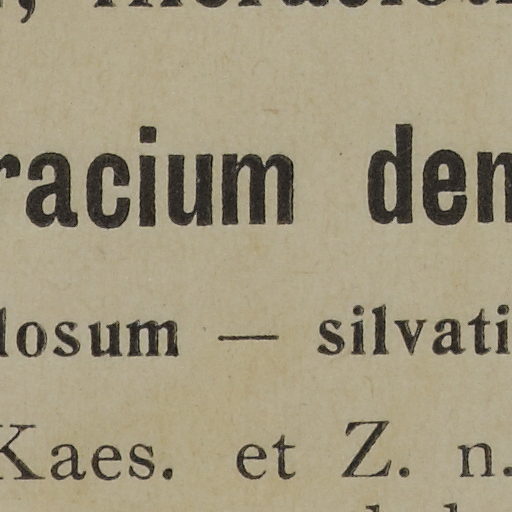 racium den
losum — silvati
Kaes. et Z. n.